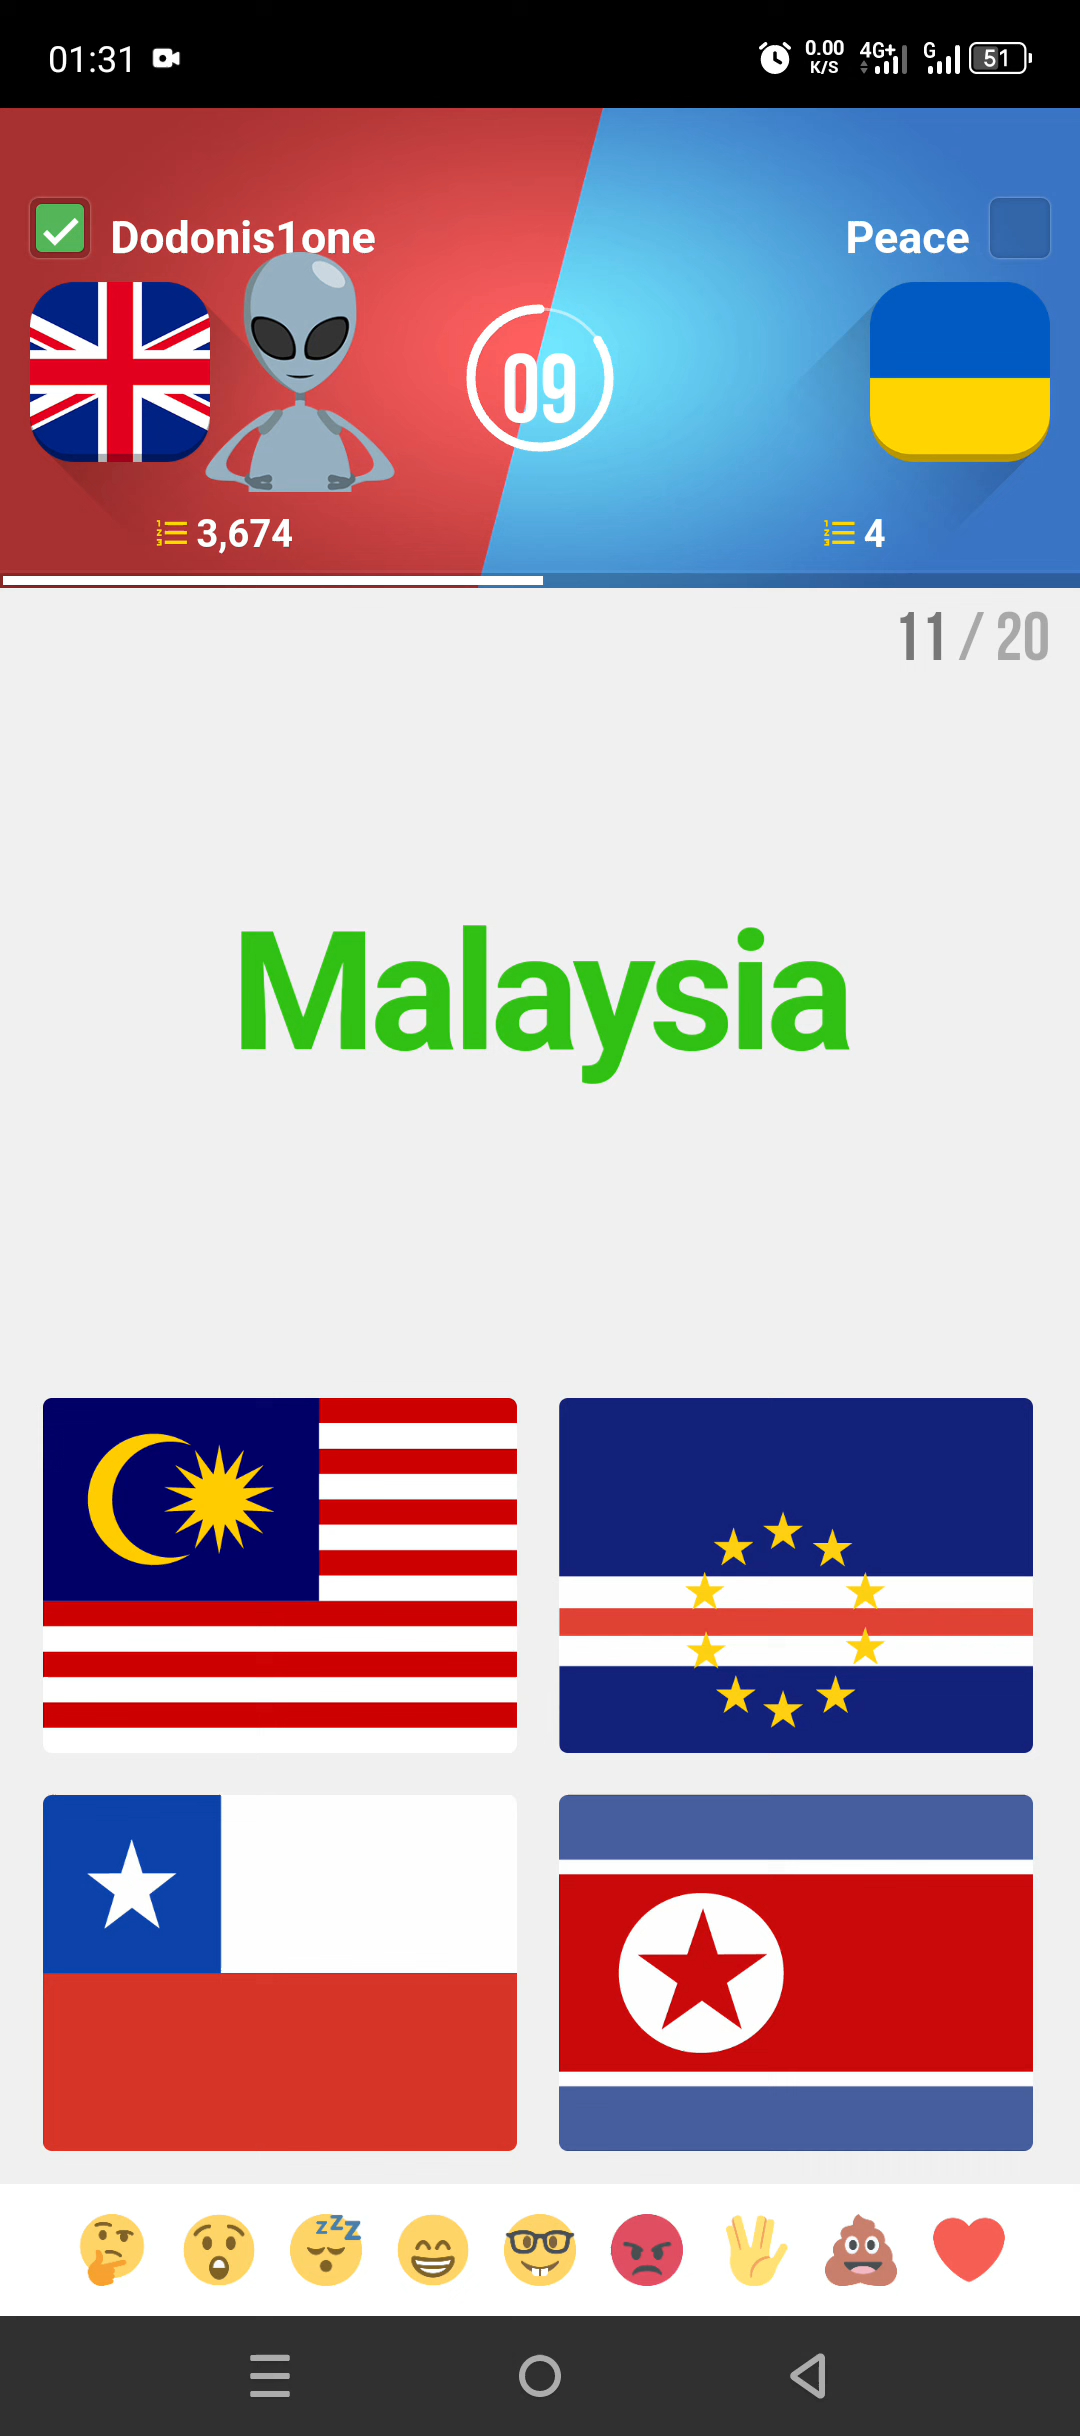 01:31
0.00 K/S
4G+
G
51
Dodonis1one
Peace
09
3,674
4
11 / 20
Malaysia